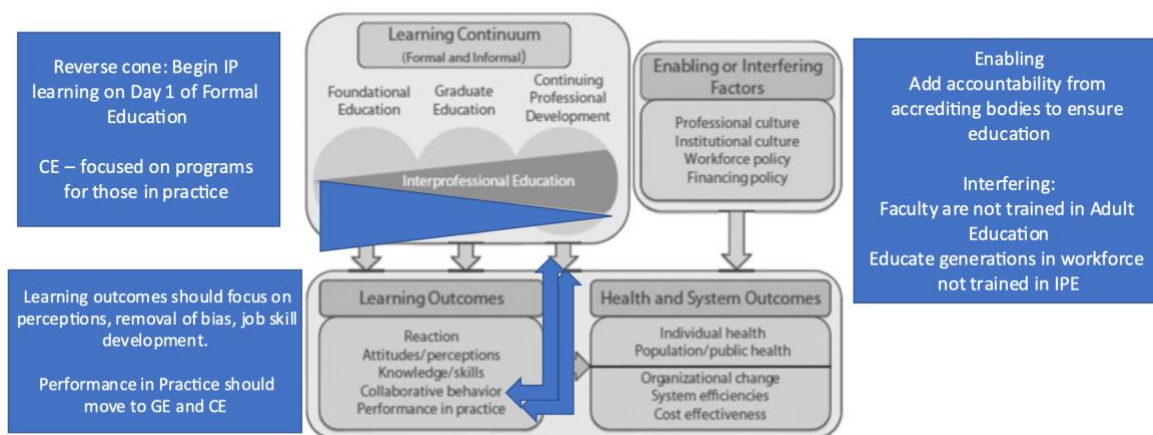 Reverse cone: Begin IP
learning on Day 1 of Formal
Education
CE – focused on programs
for those in practice
Learning Continuum
(Formal and Informal)
Foundational
Education
Graduate
Education
Continuing
Professional
Development
Interprofessional Education
Enabling or Interfering
Factors
Professional culture
Institutional culture
Workforce policy
Financing policy
Enabling
Add accountability from
accrediting bodies to ensure
education
Interfering:
Faculty are not trained in Adult
Education
Educate generations in workforce
not trained in IPE
Learning outcomes should focus on
perceptions, removal of bias, job skill
development.
Performance in Practice should
move to GE and CE
Learning Outcomes
Reaction
Attitudes/perceptions
Knowledge/skills
Collaborative behavior
Performance in practice
Health and System Outcomes
Individual health
Population/public health
Organizational change
System efficiencies
Cost effectiveness